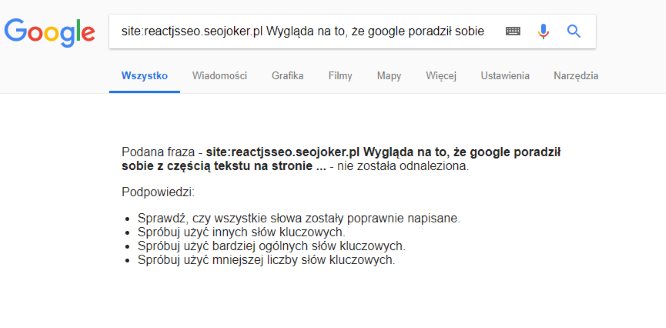 Google
site:reactjsseo.seojoker.pl Wygląda na to, że google poradził sobie
Wszystko Wiadomości Grafika Filmy Mapy Więcej Ustawienia Narzędzia
Podana fraza - site:reactjsseo.seojoker.pl Wygląda na to, że google poradził
sobie z częścią tekstu na stronie ... - nie została odnaleziona.
Podpowiedzi:
• Sprawdź, czy wszystkie słowa zostały poprawnie napisane.
• Spróbuj użyć innych słów kluczowych.
• Spróbuj użyć bardziej ogólnych słów kluczowych.
• Spróbuj użyć mniejszej liczby słów kluczowych.